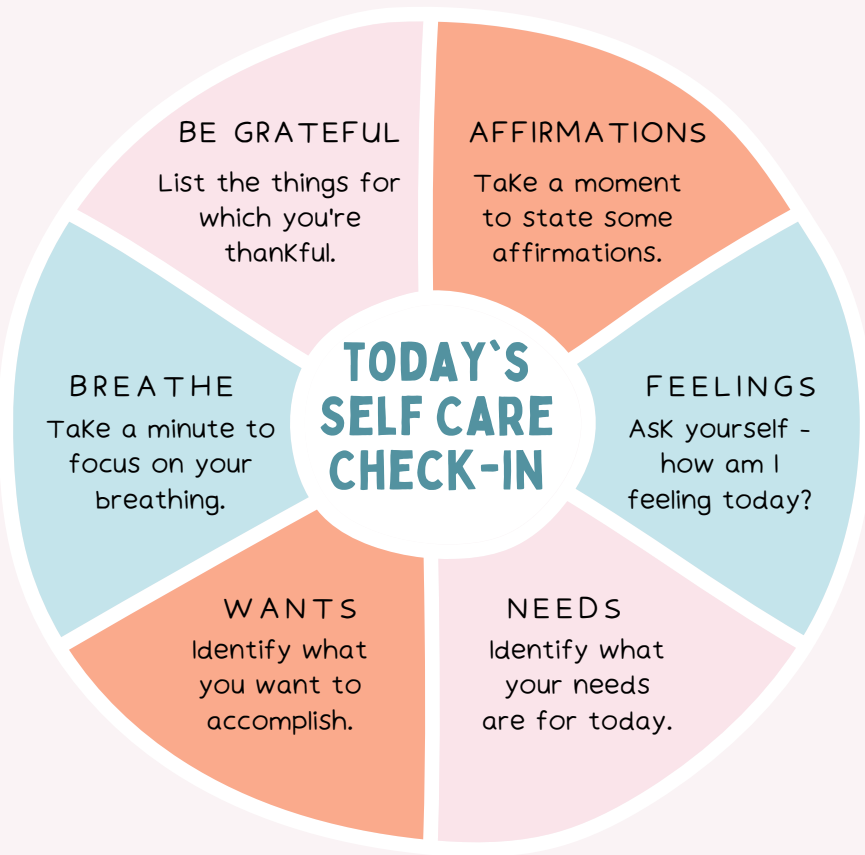 TODAY`S
SELF CARE
CHECK-IN
AFFIRMATIONS
Take a moment
to state some
affirmations.
FEELINGS
Ask yourself -
how am I
feeling today?
NEEDS
Identify what
your needs
are for today.
WANTS
Identify what
you want to
accomplish.
BREATHE
Take a minute to
focus on your
breathing.
BE GRATEFUL
List the things for
which you're
thankful.